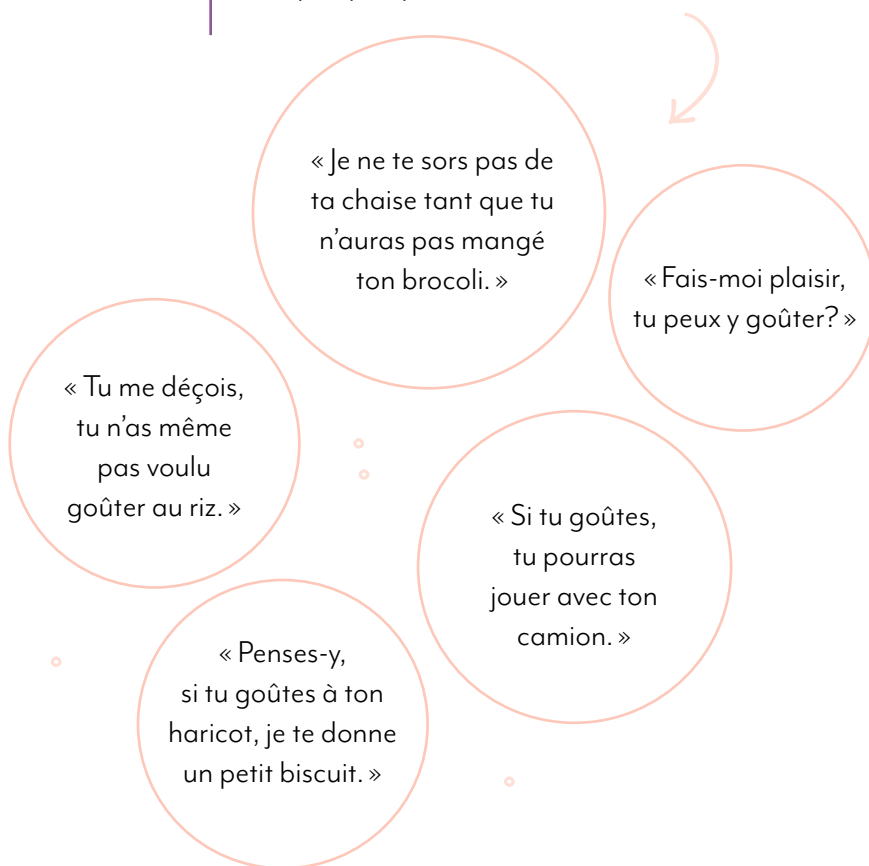 « Je ne te sors pas de
ta chaise tant que tu
n’auras pas mangé
ton brocoli. »
« Fais-moi plaisir,
tu peux y goûter? »
« Tu me déçois,
tu n’as même
pas voulu
goûter au riz. »
« Si tu goûtes,
tu pourras
jouer avec ton
camion. »
« Penses-y,
si tu goûtes à ton
haricot, je te donne
un petit biscuit. »